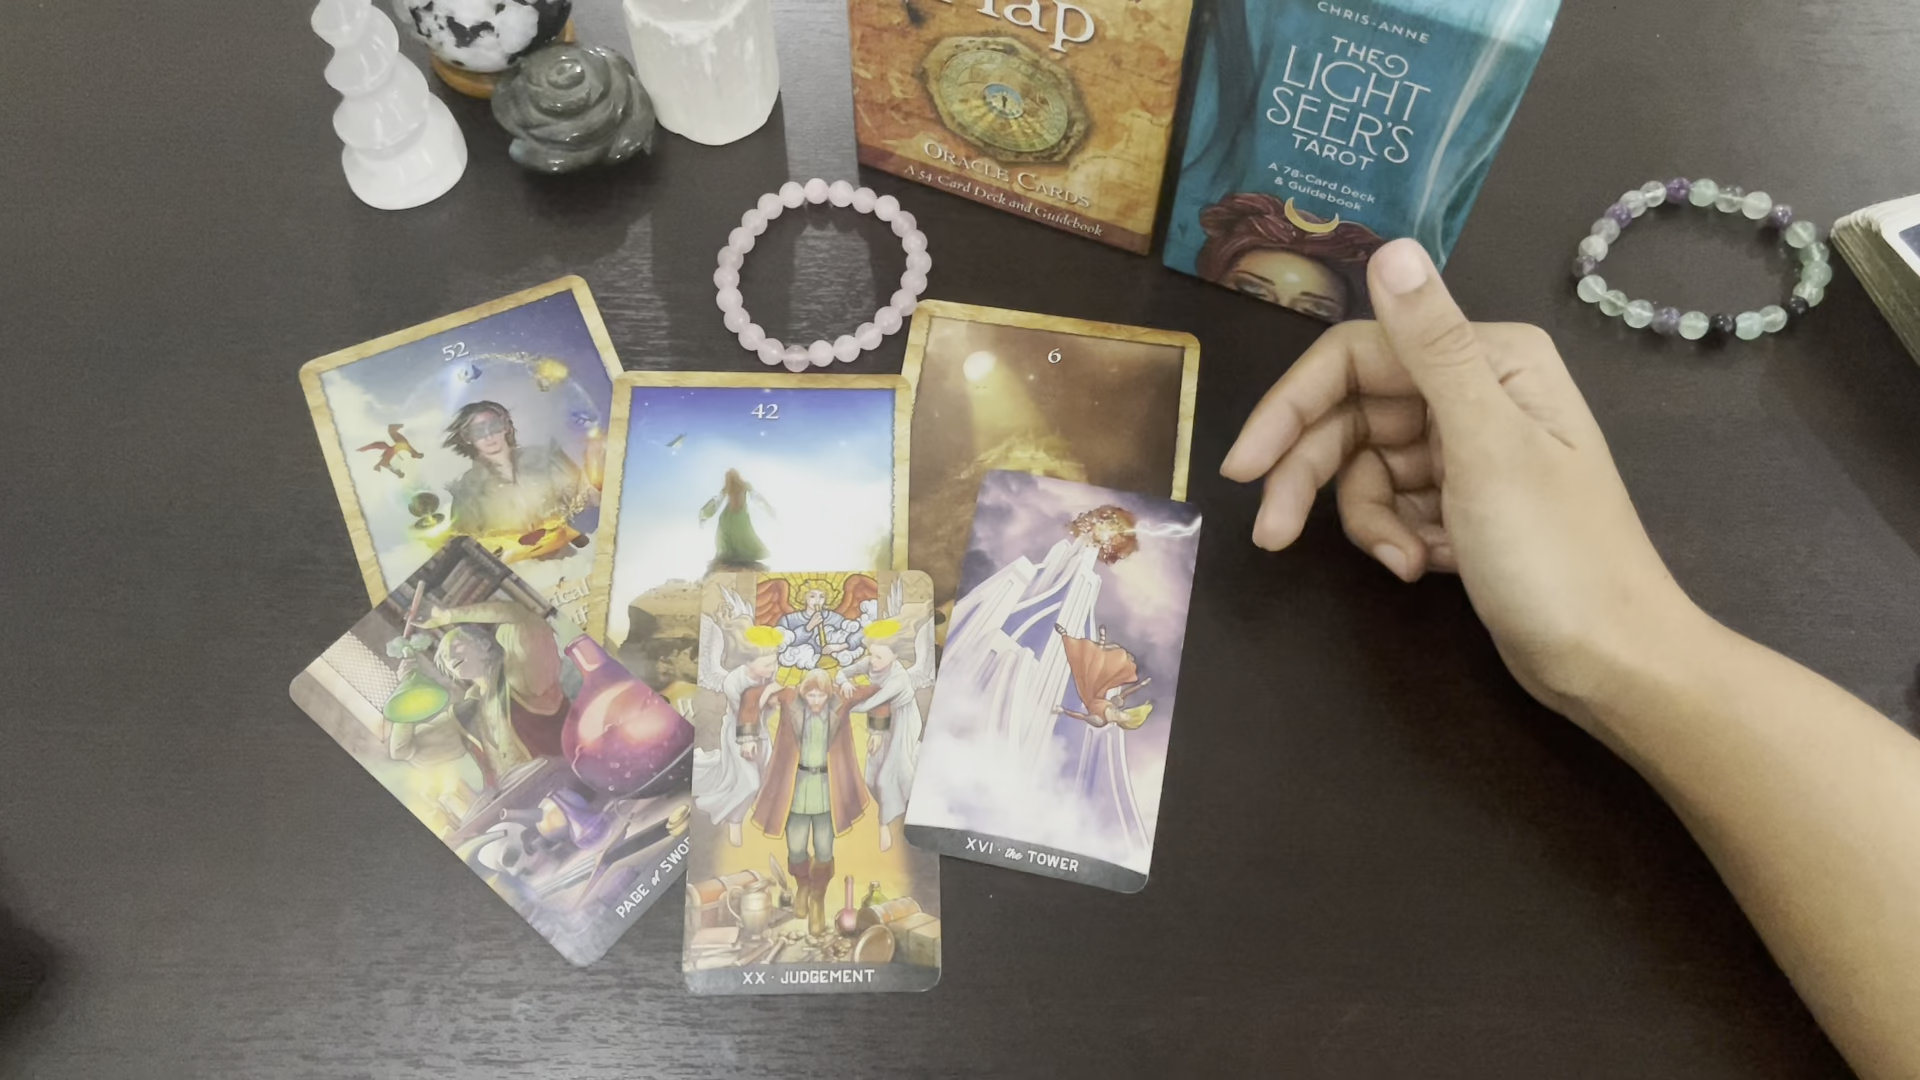 Map
ORACLE CARDS
A 54-Card Deck and Guidebook
CHRIS-ANNE
THE
LIGHT
SEER'S
TAROT
A 78-Card Deck
& Guidebook
52
42
6
PAGE of
XX · JUDGEMENT
XVI · the TOWER